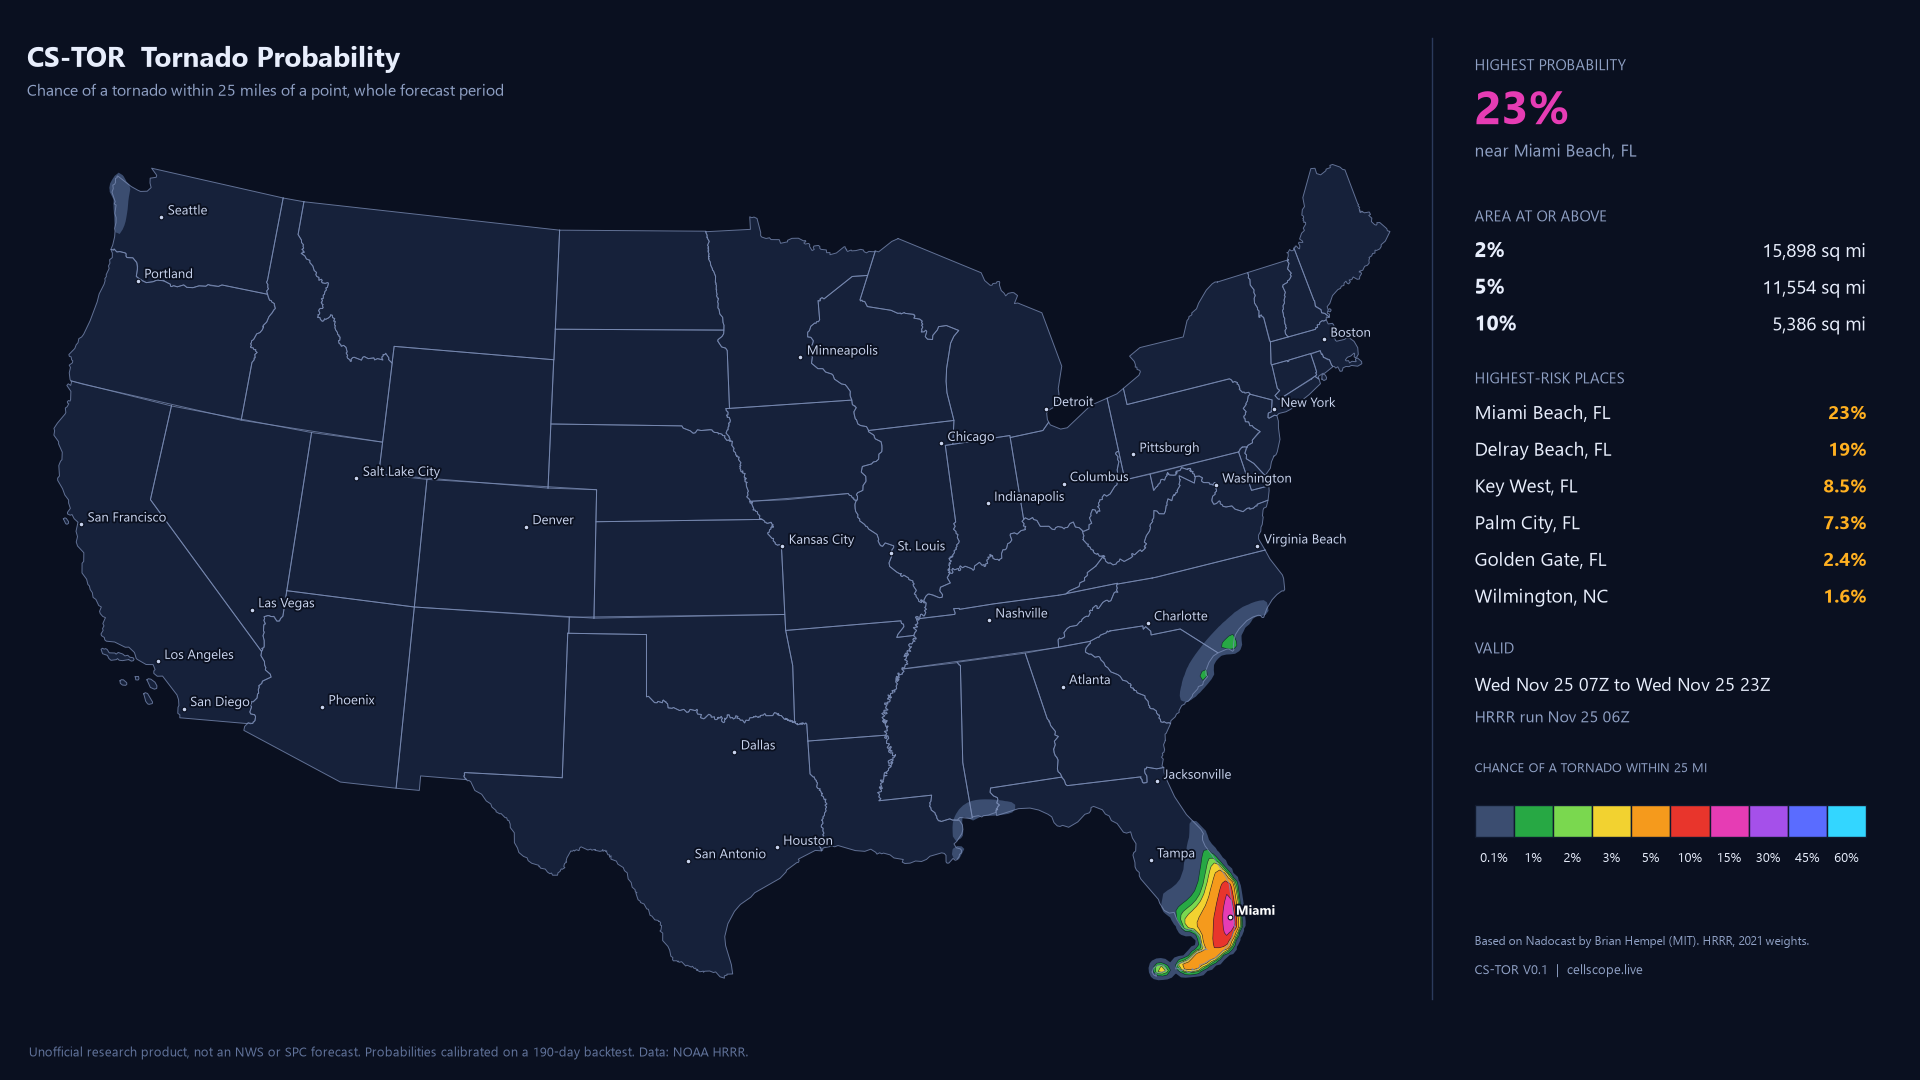 CS-TOR  Tornado Probability
Chance of a tornado within 25 miles of a point, whole forecast period
Seattle
Portland
Minneapolis
Boston
Detroit
New York
Chicago
Pittsburgh
Salt Lake City
Columbus
Washington
Indianapolis
San Francisco
Denver
Kansas City
St. Louis
Virginia Beach
Las Vegas
Nashville
Charlotte
Los Angeles
Atlanta
San Diego
Phoenix
Dallas
Jacksonville
Houston
San Antonio
Tampa
Miami
HIGHEST PROBABILITY
23%
near Miami Beach, FL
AREA AT OR ABOVE
2% 15,898 sq mi
5% 11,554 sq mi
10% 5,386 sq mi
HIGHEST-RISK PLACES
Miami Beach, FL 23%
Delray Beach, FL 19%
Key West, FL 8.5%
Palm City, FL 7.3%
Golden Gate, FL 2.4%
Wilmington, NC 1.6%
VALID
Wed Nov 25 07Z to Wed Nov 25 23Z
HRRR run Nov 25 06Z
CHANCE OF A TORNADO WITHIN 25 MI
0.1% 1% 2% 3% 5% 10% 15% 30% 45% 60%
Based on Nadocast by Brian Hempel (MIT). HRRR, 2021 weights.
CS-TOR V0.1 | cellscope.live
Unofficial research product, not an NWS or SPC forecast. Probabilities calibrated on a 190-day backtest. Data: NOAA HRRR.